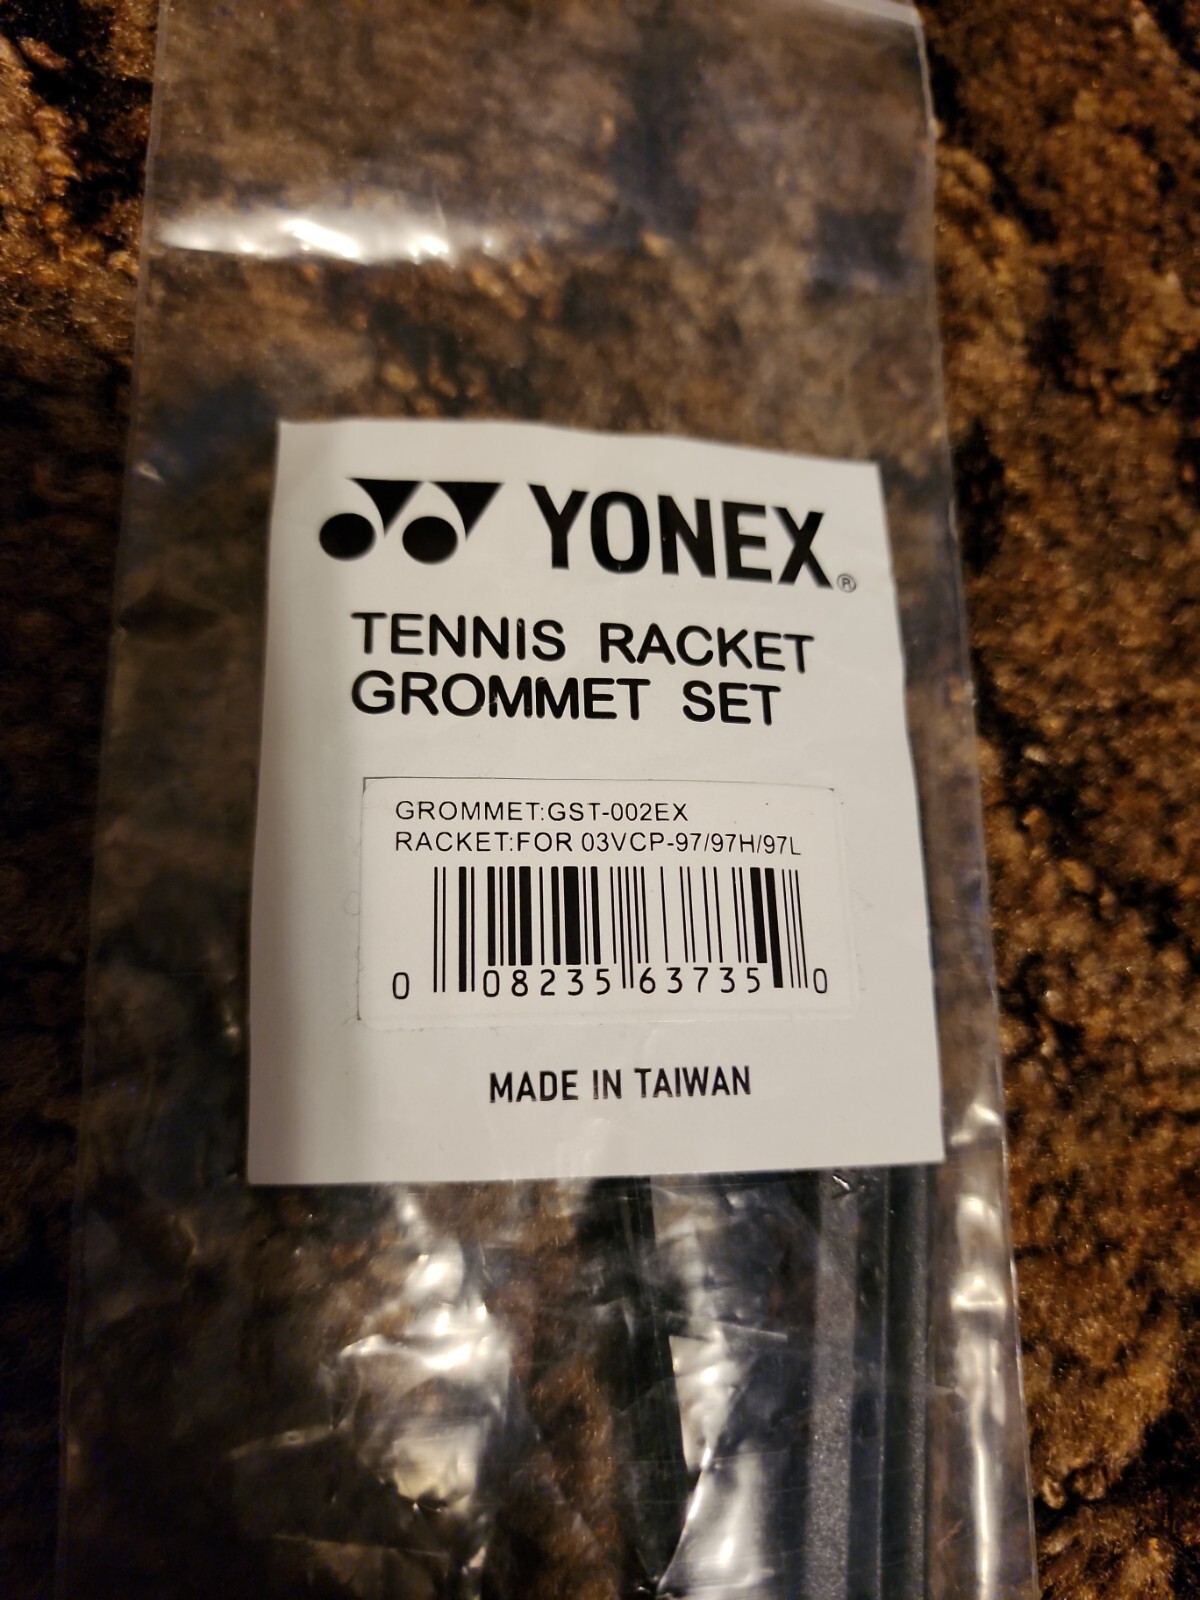 YONEX®
TENNIS RACKET
GROMMET SET
GROMMET:GST-002EX
RACKET:FOR 03VCP-97/97H/97L
0 08235 63735 0
MADE IN TAIWAN